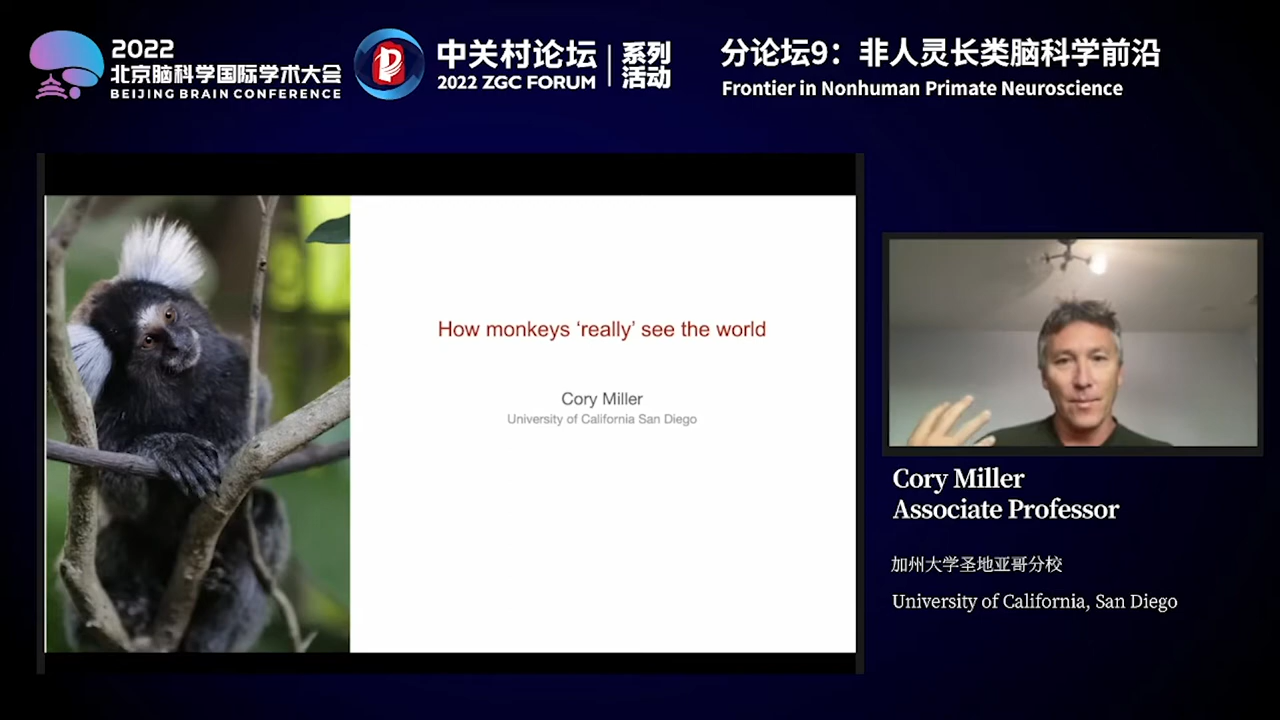 2022
北京脑科学国际学术大会
BEIJING BRAIN CONFERENCE
中关村论坛
2022 ZGC FORUM
系列
活动
分论坛9：非人灵长类脑科学前沿
Frontier in Nonhuman Primate Neuroscience
How monkeys ‘really’ see the world
Cory Miller
University of California San Diego
Cory Miller
Associate Professor
加州大学圣地亚哥分校
University of California, San Diego